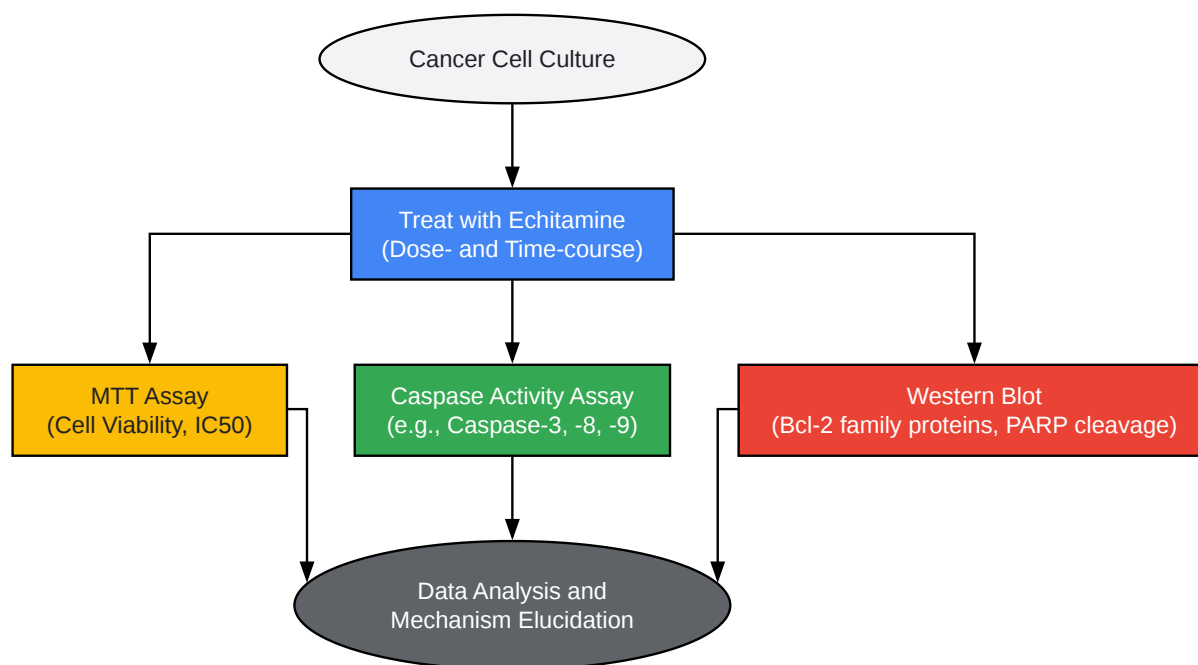 Cancer Cell Culture
Treat with Echitamine
(Dose- and Time-course)
MTT Assay
(Cell Viability, IC50)
Caspase Activity Assay
(e.g., Caspase-3, -8, -9)
Western Blot
(Bcl-2 family proteins, PARP cleavage)
Data Analysis and
Mechanism Elucidation